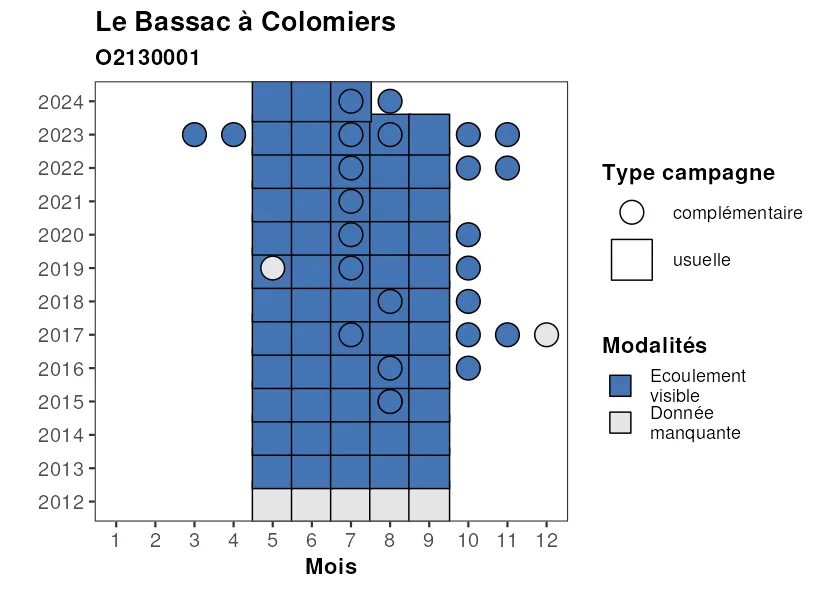 Le Bassac à Colomiers
O2130001
2024
2023
2022
2021
2020
2019
2018
2017
2016
2015
2014
2013
2012
1 2 3 4 5 6 7 8 9 10 11 12
Mois
Type campagne
complémentaire
usuelle
Modalités
Ecoulement
visible
Donnée
manquante